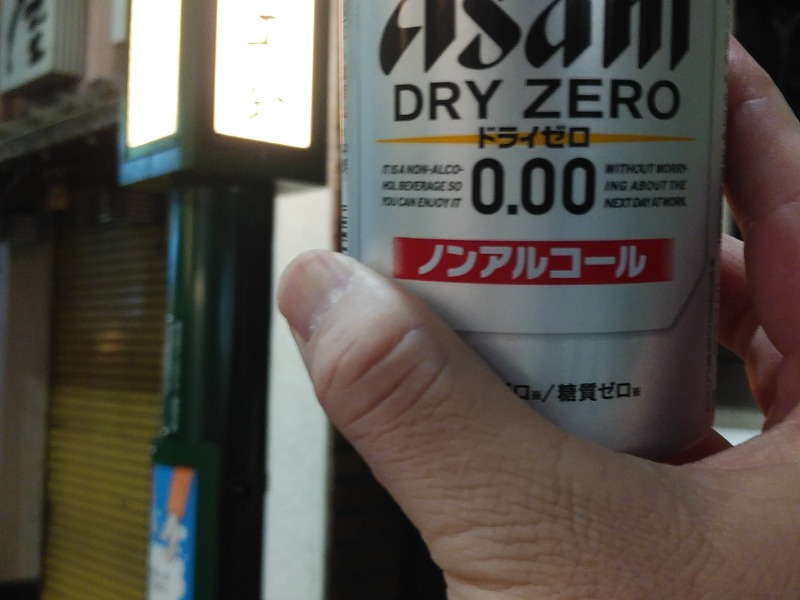 Asahi
DRY ZERO
ドライゼロ
IT IS A NON-ALCO-
HOL BEVERAGE SO
YOU CAN ENJOY IT
0.00
WITHOUT WORRY-
ING ABOUT THE
NEXT DAY AT WORK.
ノンアルコール
ゼロ※/糖質ゼロ※